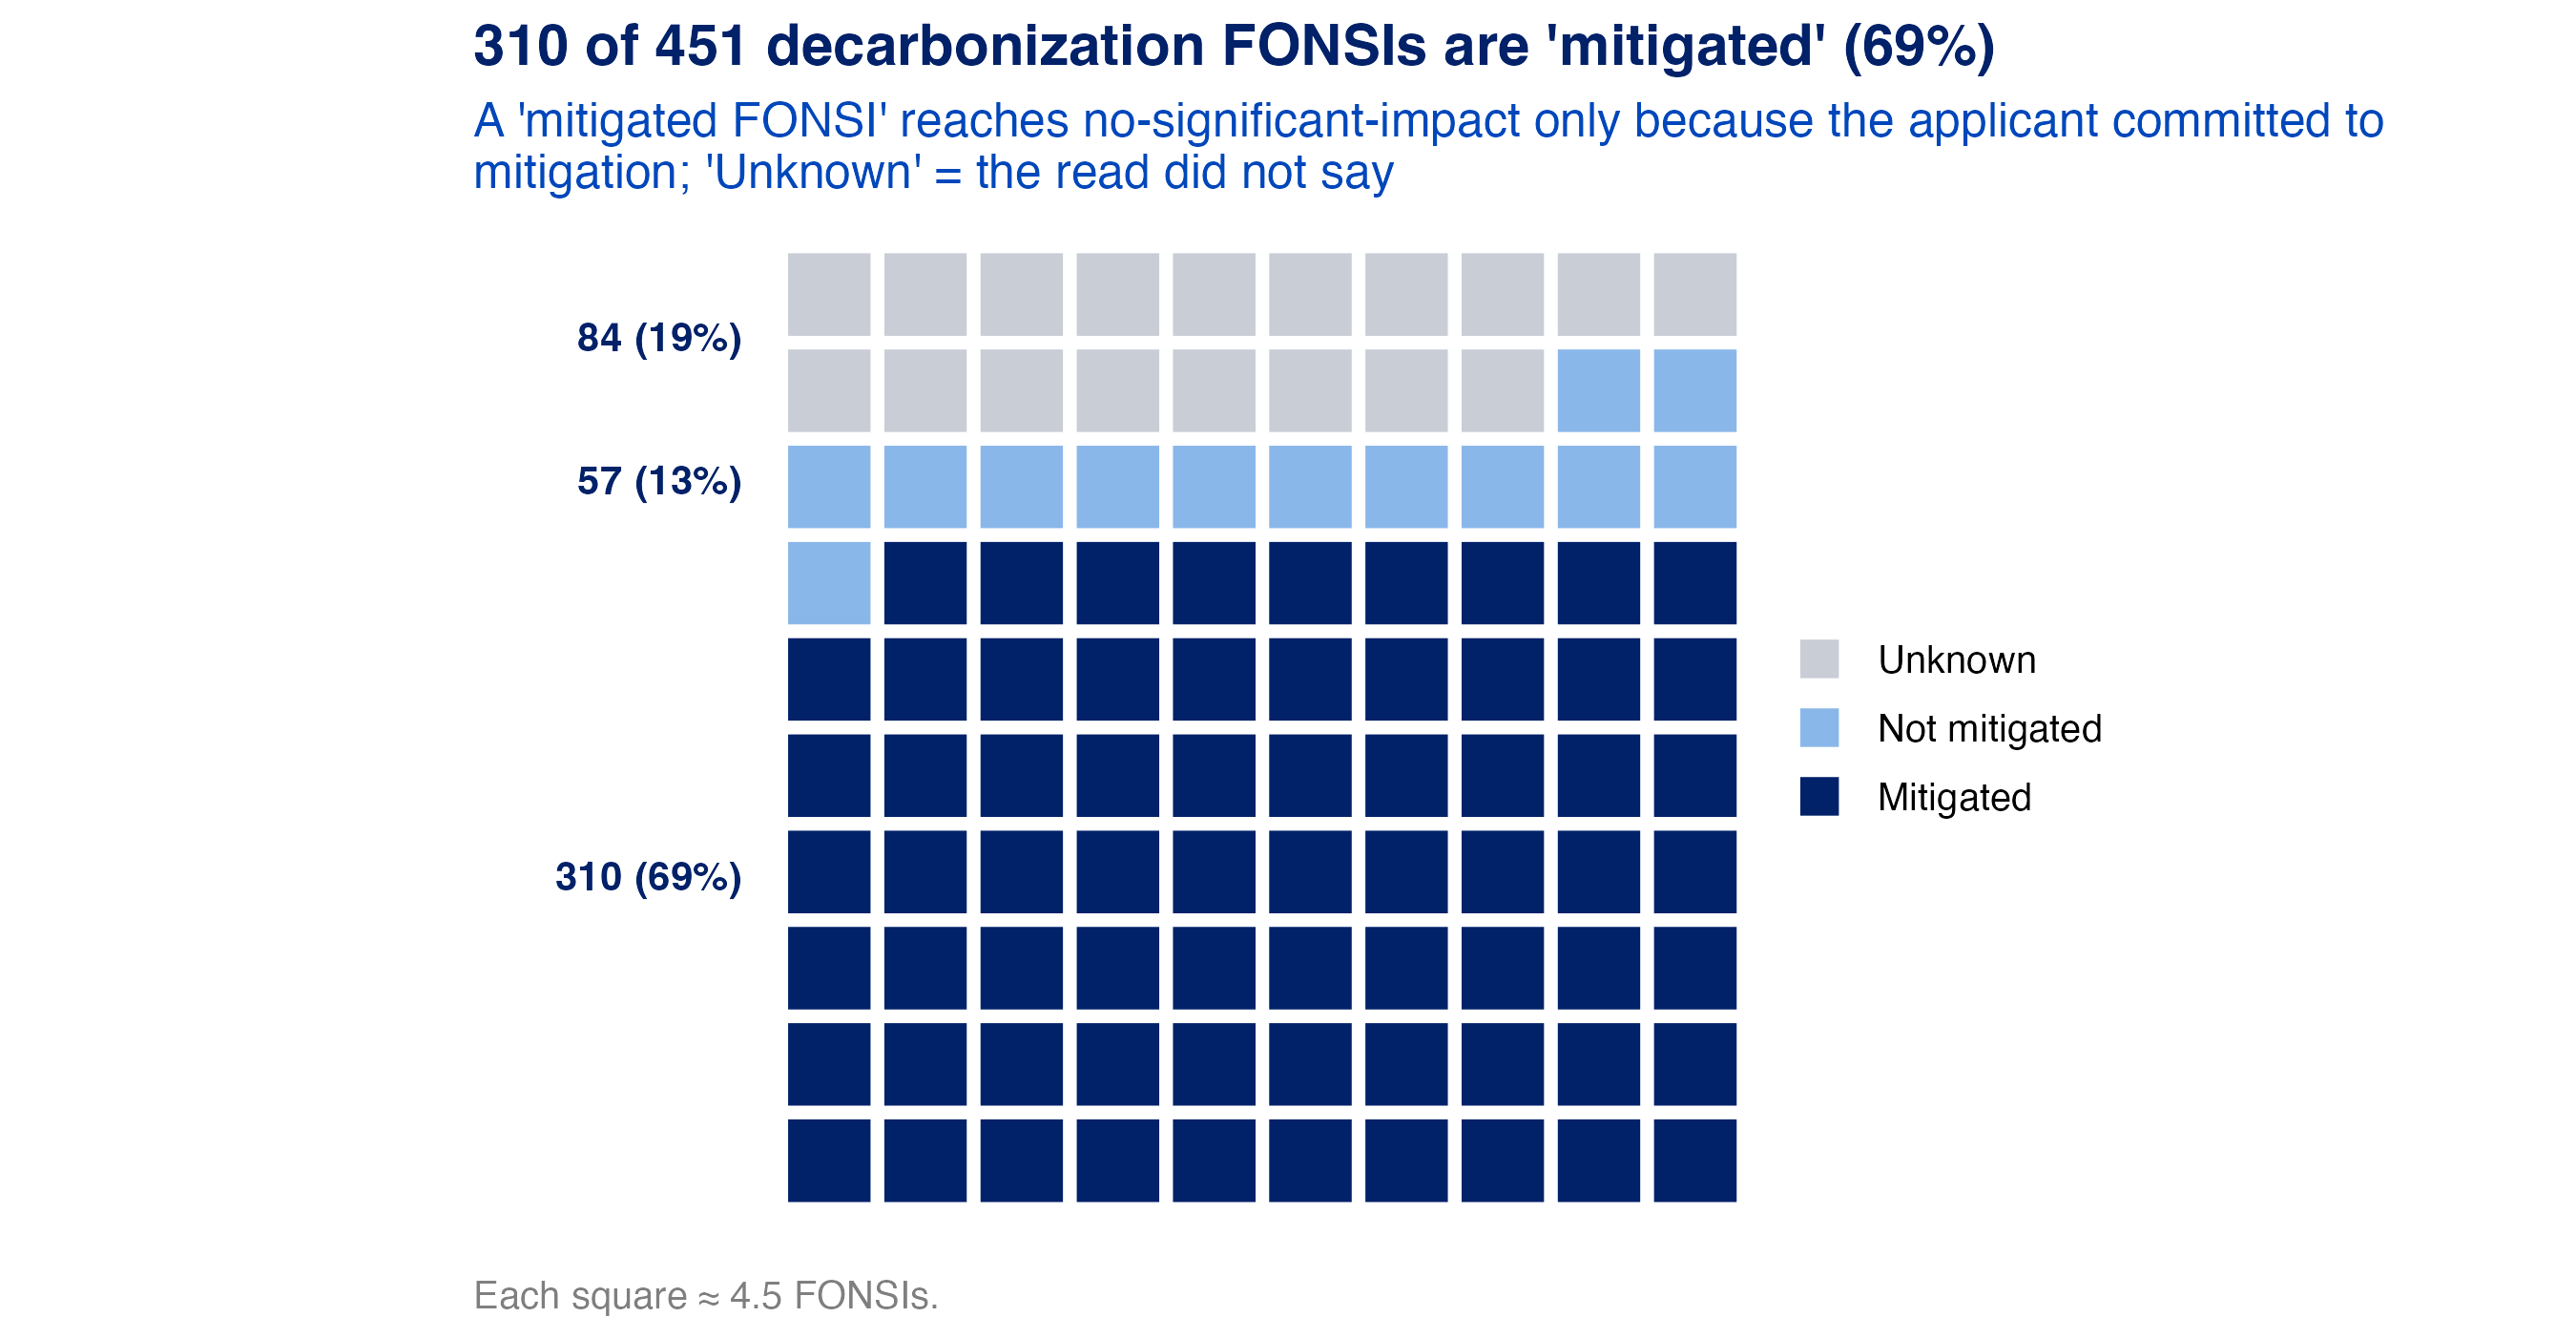 310 of 451 decarbonization FONSIs are 'mitigated' (69%)
A 'mitigated FONSI' reaches no-significant-impact only because the applicant committed to
mitigation; 'Unknown' = the read did not say
84 (19%)
57 (13%)
310 (69%)
Unknown
Not mitigated
Mitigated
Each square ≈ 4.5 FONSIs.